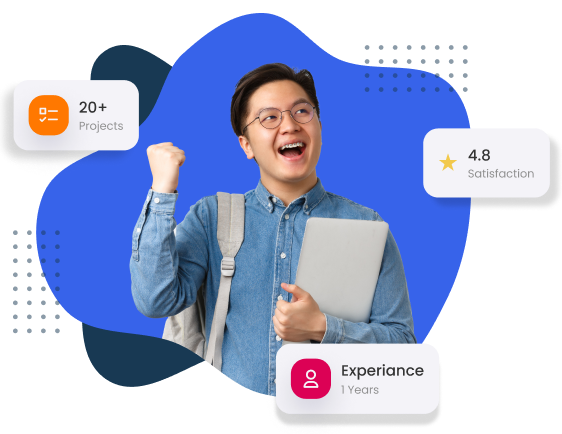 20+
Projects
4.8
Satisfaction
Experiance
1 Years